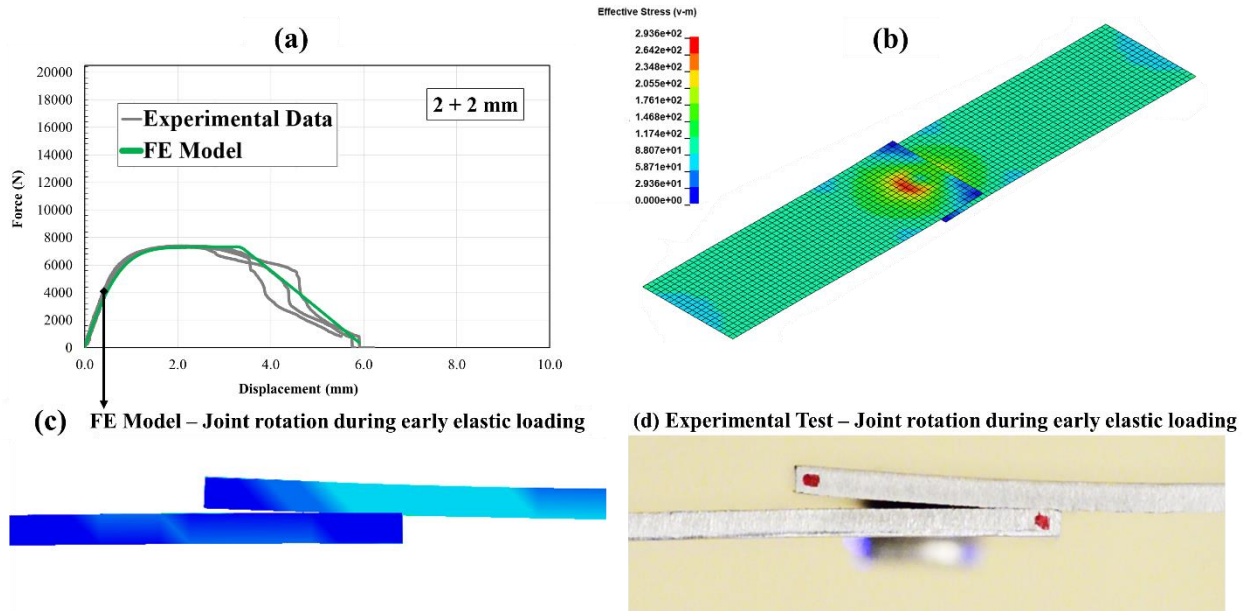 (a)
20000
18000
16000
14000
12000
10000
8000
6000
4000
2000
0
Force (N)
2 + 2 mm
Experimental Data
FE Model
0.0 2.0 4.0 6.0 8.0 10.0
Displacement (mm)
Effective Stress (v-m)
2.936e+02
2.642e+02
2.348e+02
2.055e+02
1.761e+02
1.468e+02
1.174e+02
8.807e+01
5.871e+01
2.936e+01
0.000e+00
(b)
(c) FE Model – Joint rotation during early elastic loading
(d) Experimental Test – Joint rotation during early elastic loading